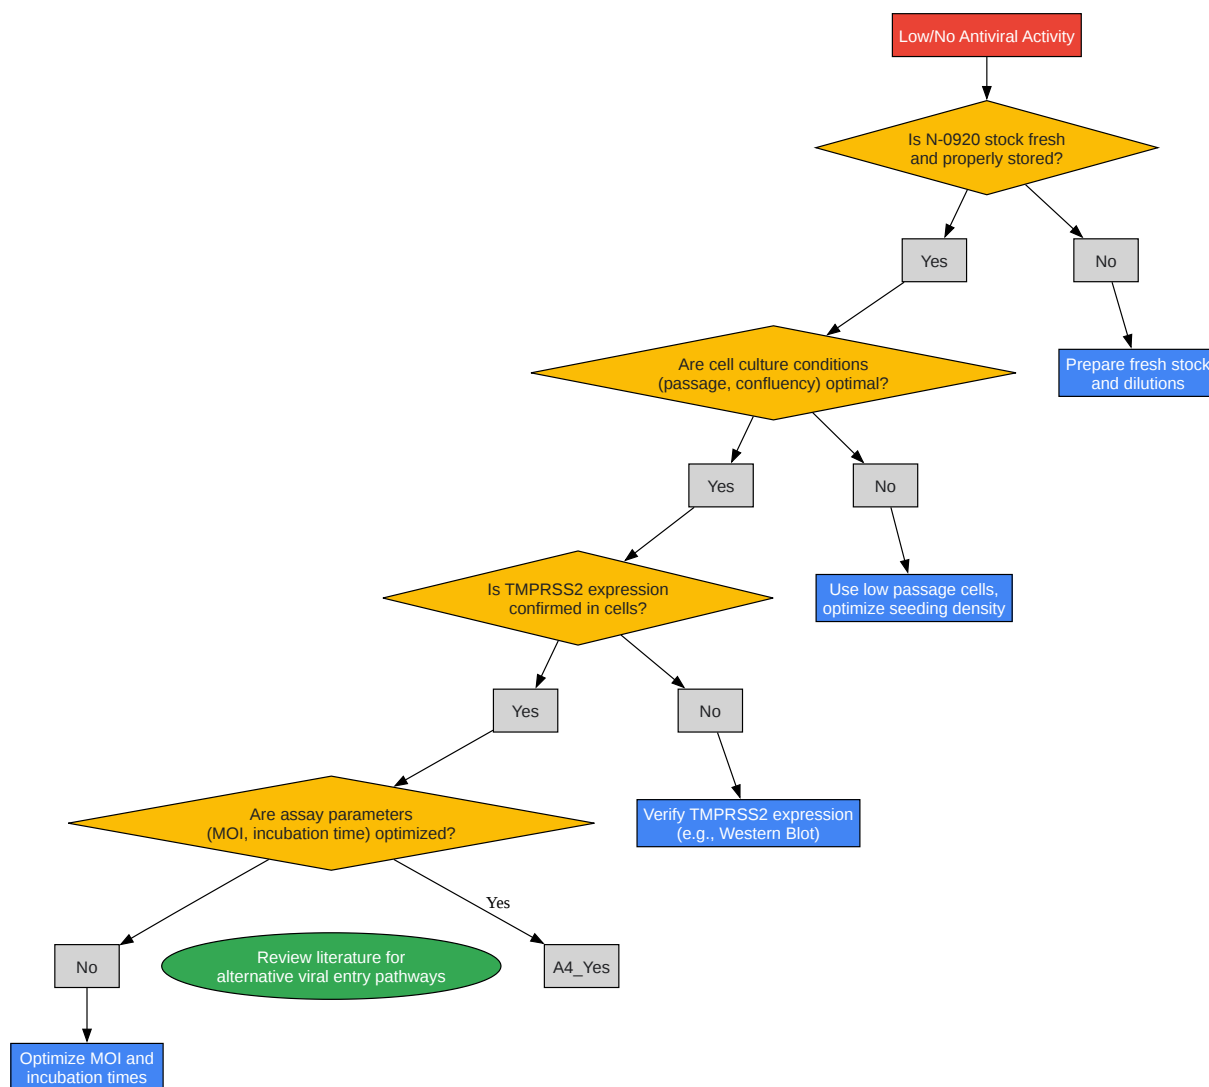 Low/No Antiviral Activity
Is N-0920 stock fresh
and properly stored?
Yes
No
Are cell culture conditions
(passage, confluency) optimal?
Prepare fresh stock
and dilutions
Yes
No
Is TMPRSS2 expression
confirmed in cells?
Use low passage cells,
optimize seeding density
Yes
No
Are assay parameters
(MOI, incubation time) optimized?
Verify TMPRSS2 expression
(e.g., Western Blot)
Yes
No
Review literature for
alternative viral entry pathways
A4_Yes
Optimize MOI and
incubation times